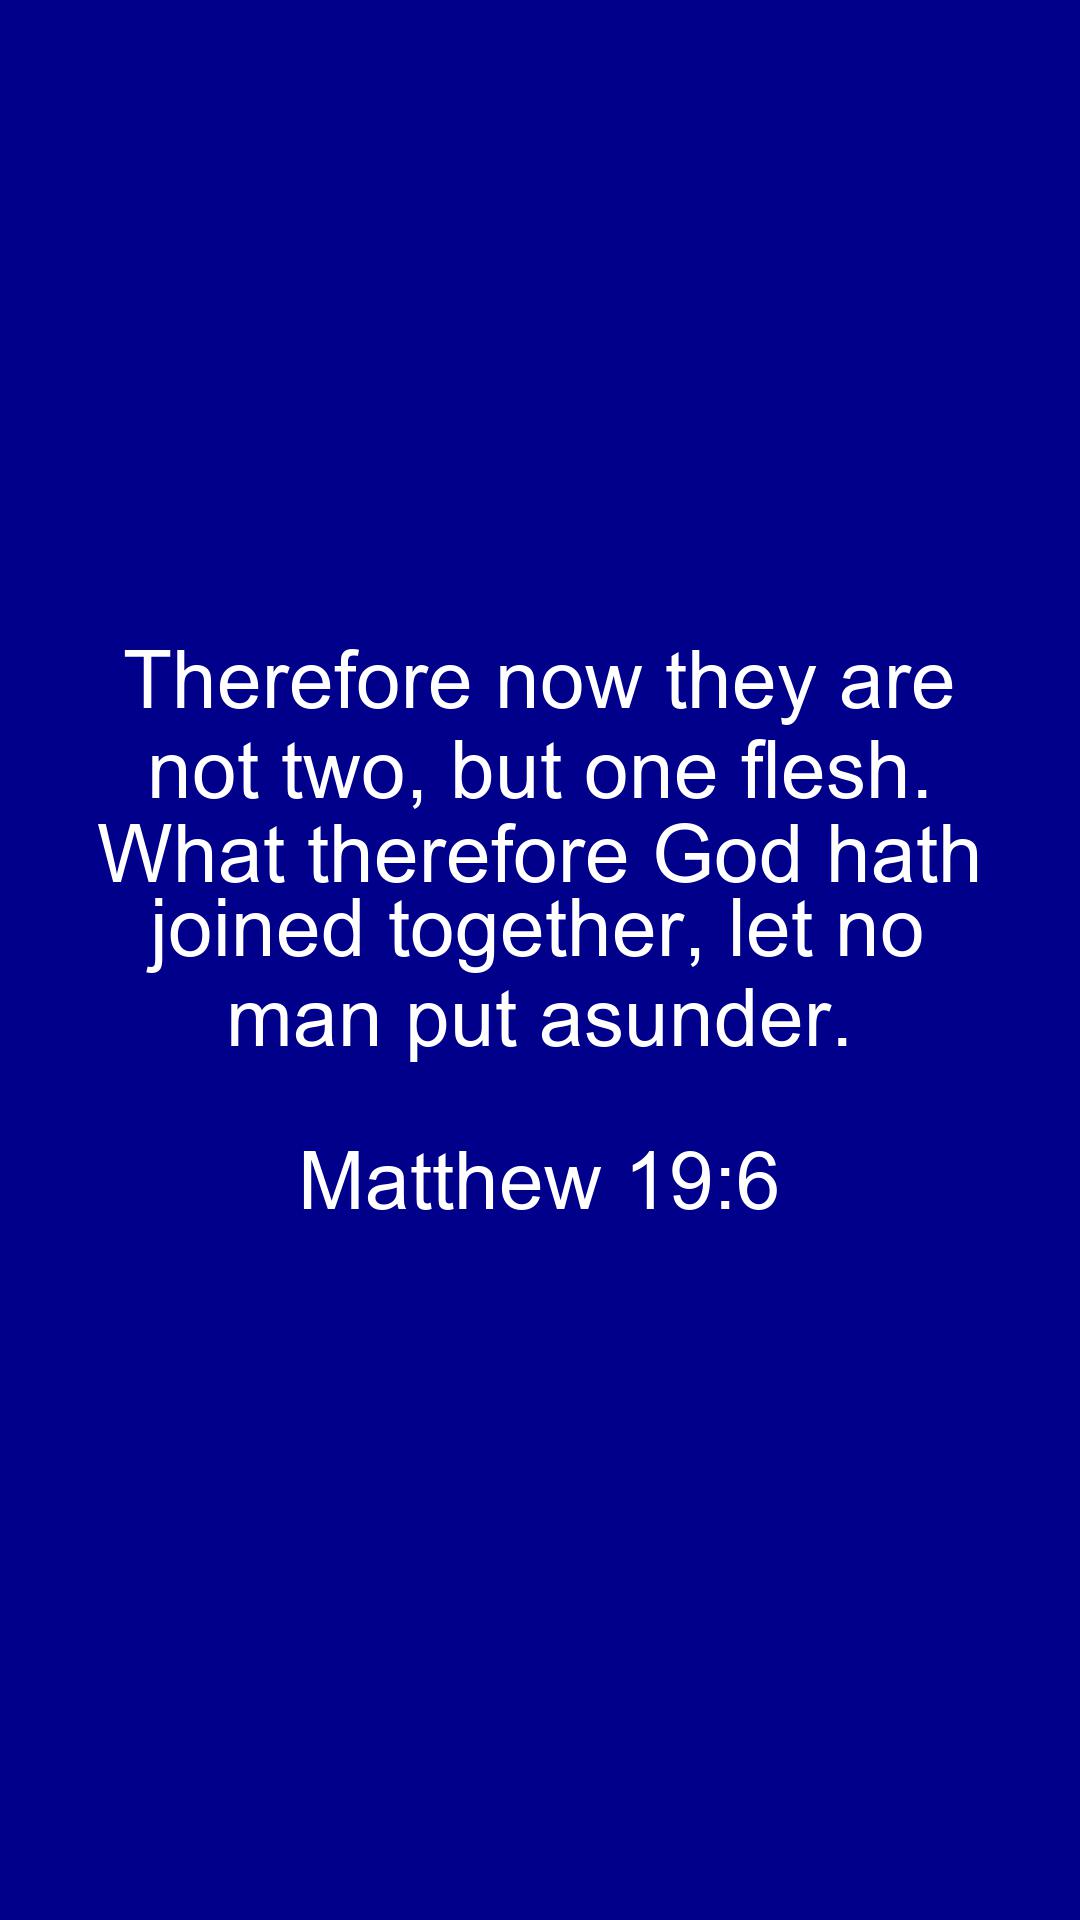 Therefore now they are
not two, but one flesh.
What therefore God hath
joined together, let no
man put asunder.
Matthew 19:6